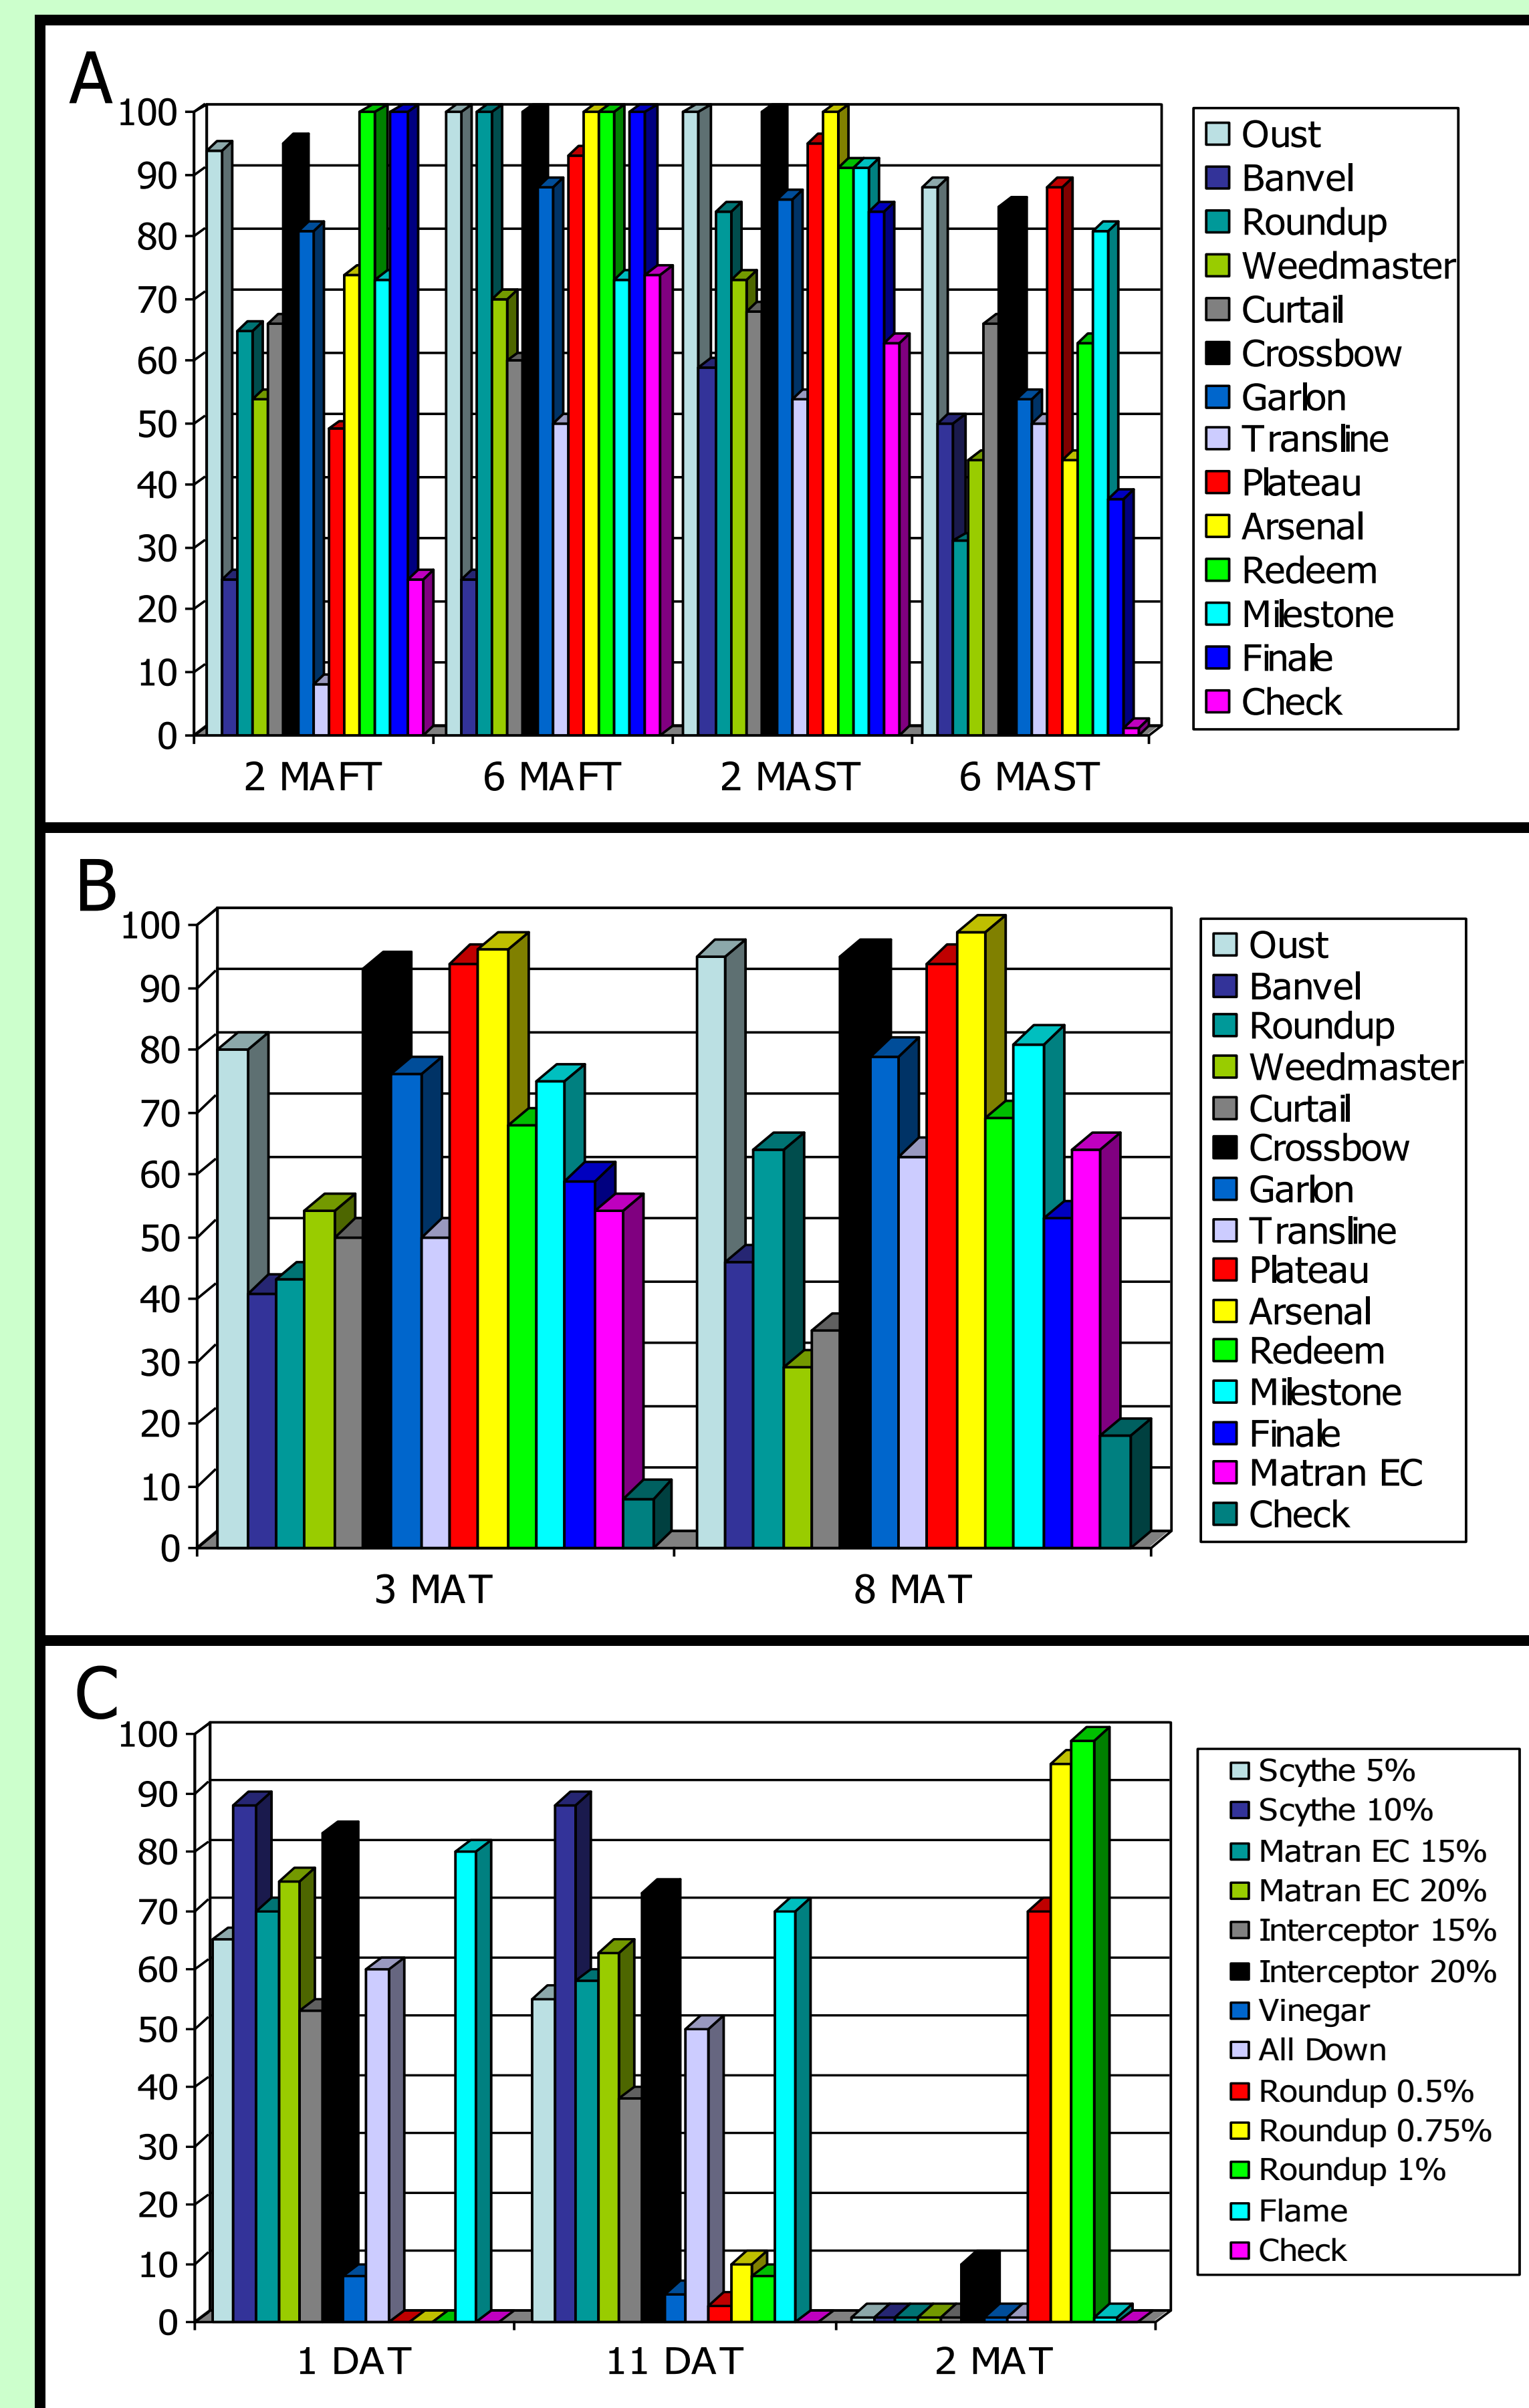 A
100
90
80
70
60
50
40
30
20
10
0
2 MAFT 6 MAFT 2 MAST 6 MAST
Oust
Banvel
Roundup
Weedmaster
Curtail
Crossbow
Garlon
Transline
Plateau
Arsenal
Redeem
Milestone
Finale
Check
B
100
90
80
70
60
50
40
30
20
10
0
3 MAT 8 MAT
Oust
Banvel
Roundup
Weedmaster
Curtail
Crossbow
Garlon
Transline
Plateau
Arsenal
Redeem
Milestone
Finale
Matran EC
Check
C
100
90
80
70
60
50
40
30
20
10
0
1 DAT 11 DAT 2 MAT
Scythe 5%
Scythe 10%
Matran EC 15%
Matran EC 20%
Interceptor 15%
Interceptor 20%
Vinegar
All Down
Roundup 0.5%
Roundup 0.75%
Roundup 1%
Flame
Check